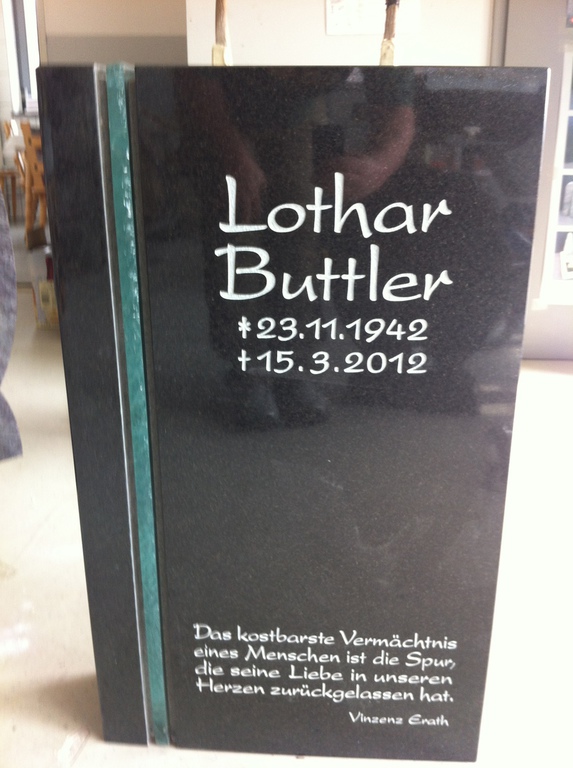 Lothar
Buttler
*23.11.1942
†15.3.2012
Das kostbarste Vermächtnis
eines Menschen ist die Spur,
die seine Liebe in unseren
Herzen zurückgelassen hat.
Vinzenz Erath